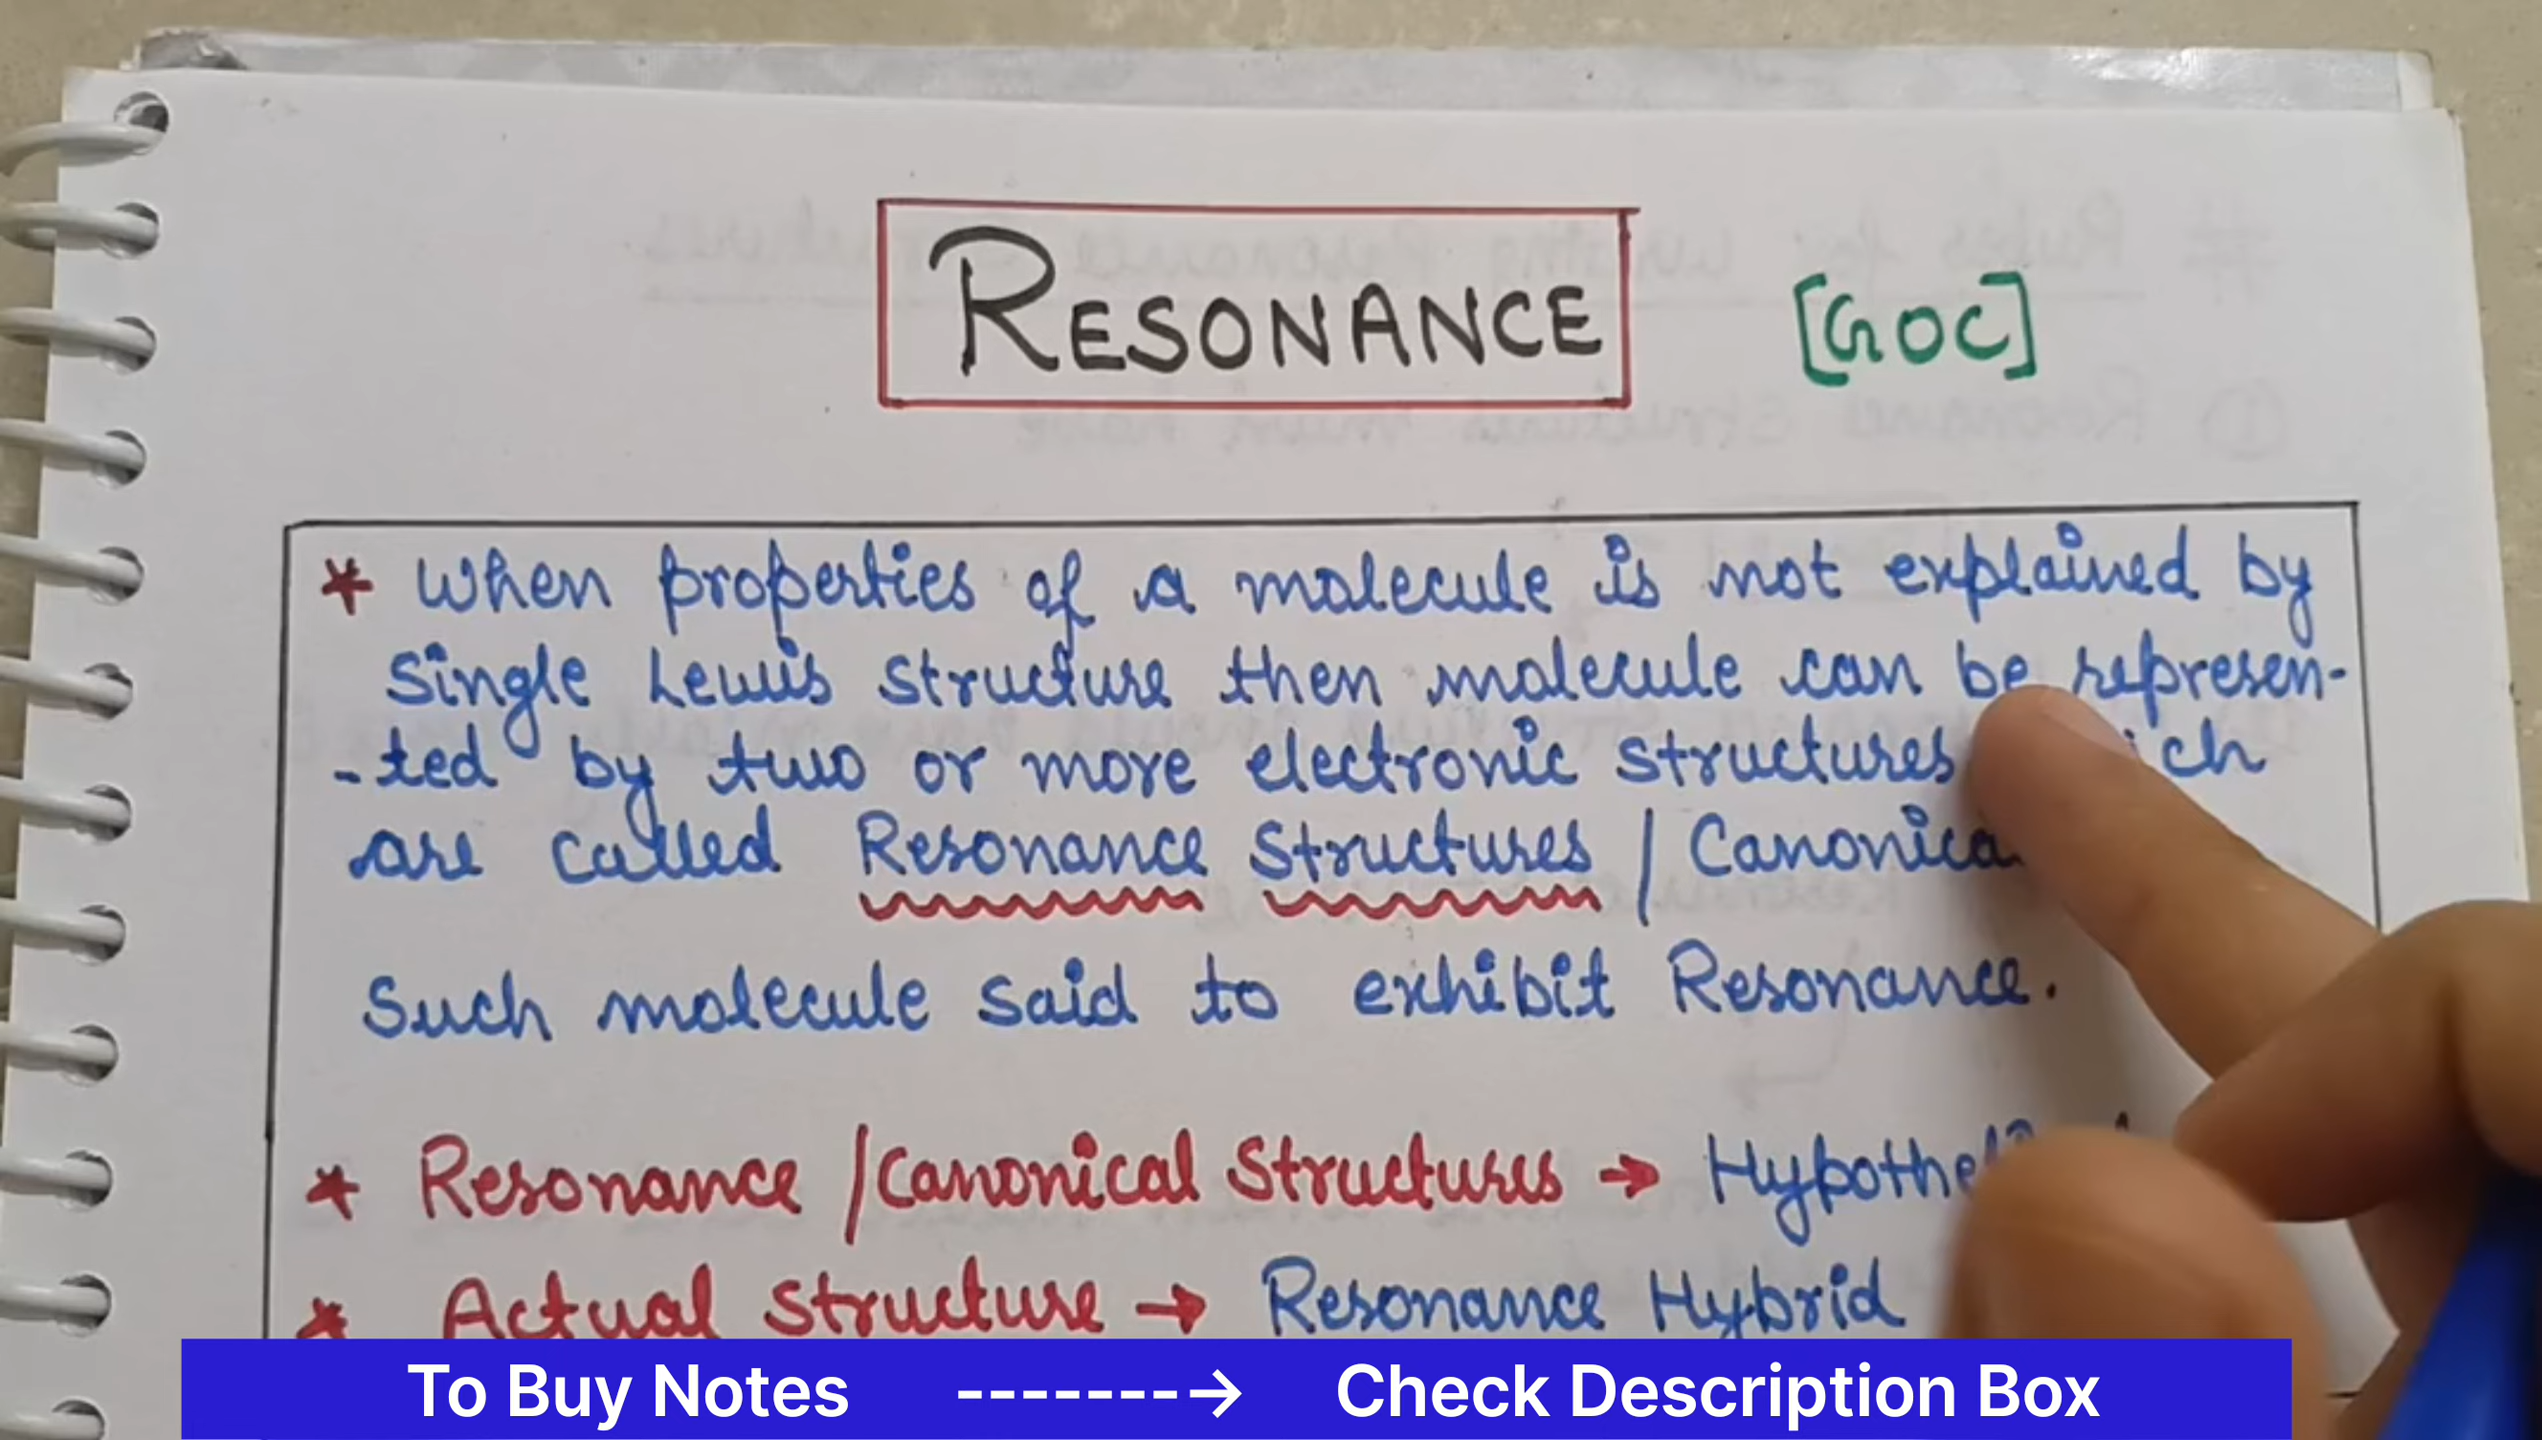 RESONANCE [GOC]
* When properties of a molecule is not explained by
single Lewis structure then molecule can be represen-
-ted by two or more electronic structures
are called Resonance Structures / Canonical
Such molecule said to exhibit Resonance.
* Resonance / Canonical Structures →
* Actual structure → Resonance Hybrid
To Buy Notes -------> Check Description Box